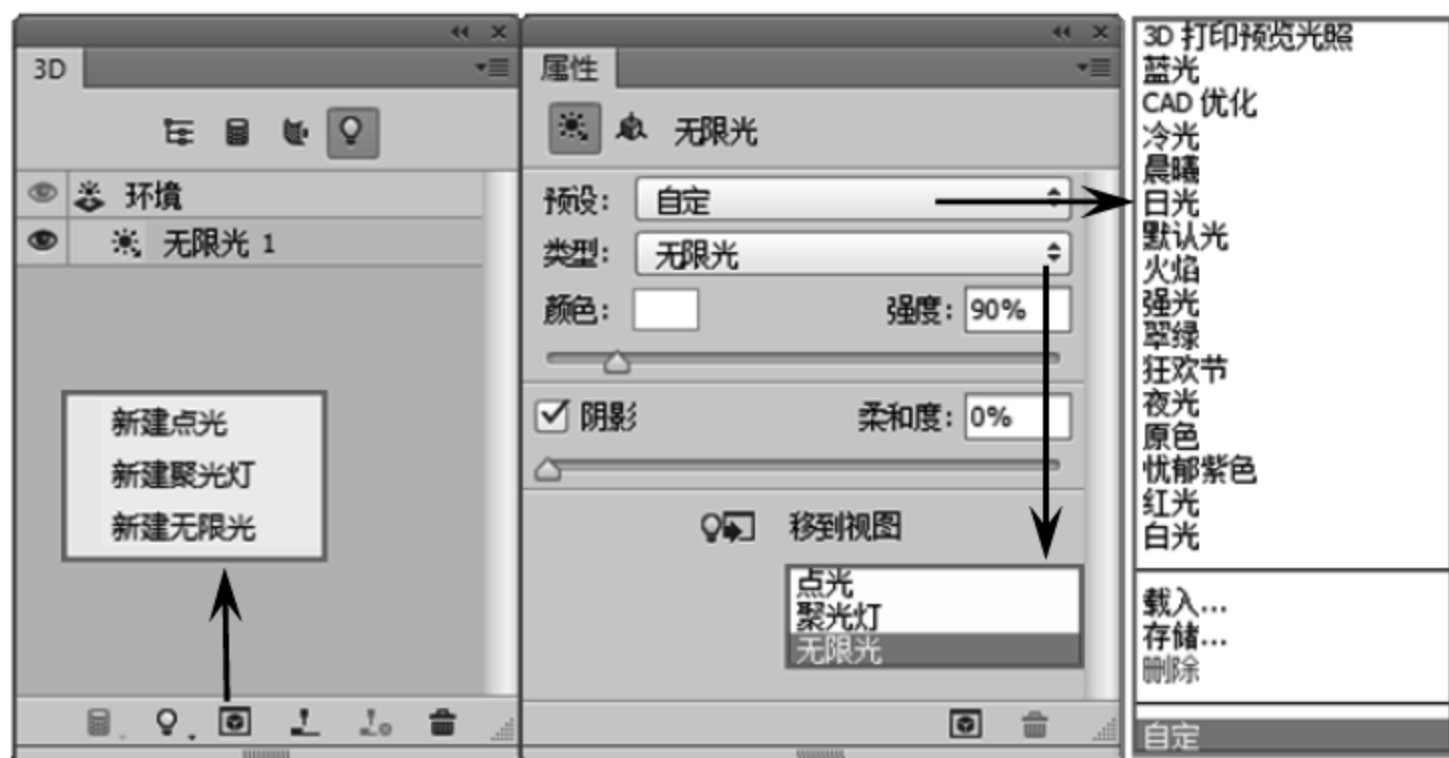 3D
环境
无限光 1
新建点光
新建聚光灯
新建无限光
属性
无限光
预设：
自定
类型：
无限光
颜色：
强度：
90%
阴影
柔和度：
0%
移到视图
点光
聚光灯
无限光
3D 打印预览光照
蓝光
CAD 优化
冷光
晨曦
日光
默认光
火焰
强光
翠绿
狂欢节
夜光
原色
忧郁紫色
红光
白光
载入...
存储...
删除
自定